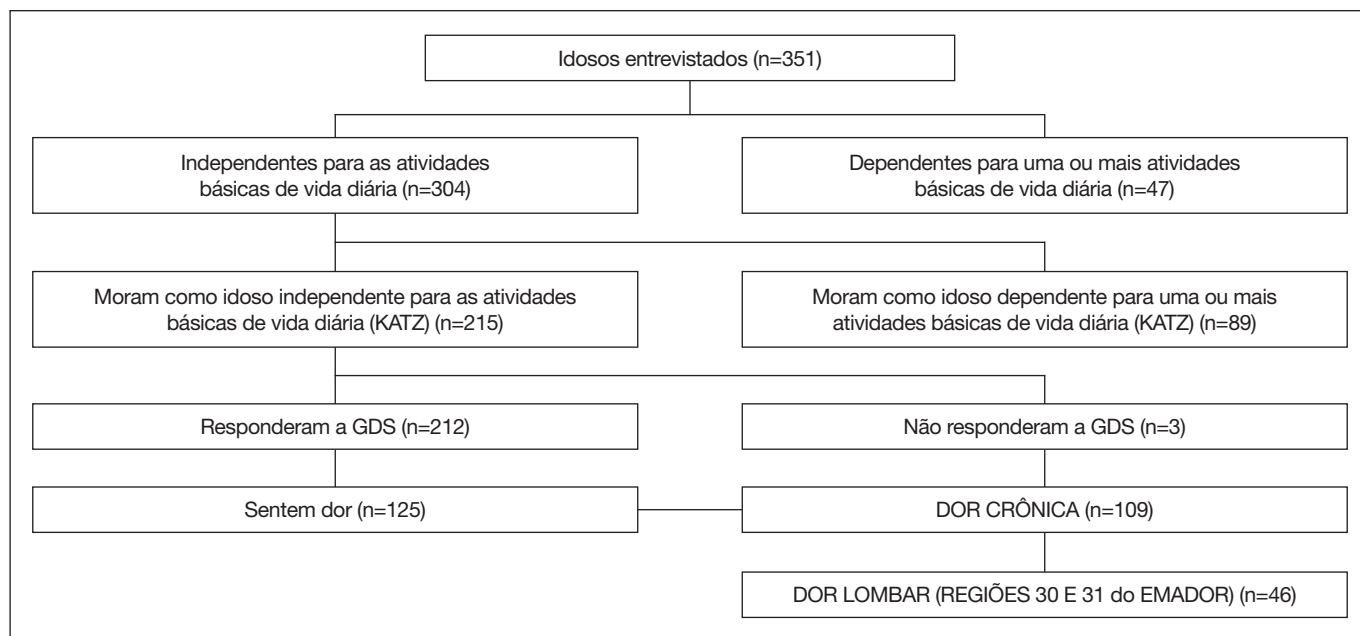 Idosos entrevistados (n=351)
Independentes para as atividades
básicas de vida diária (n=304)
Dependentes para uma ou mais atividades
básicas de vida diária (n=47)
Moram como idoso independente para as atividades
básicas de vida diária (KATZ) (n=215)
Moram como idoso dependente para uma ou mais
atividades básicas de vida diária (KATZ) (n=89)
Responderam a GDS (n=212)
Não responderam a GDS (n=3)
Sentem dor (n=125)
DOR CRÔNICA (n=109)
DOR LOMBAR (REGIÕES 30 E 31 do EMADOR) (n=46)